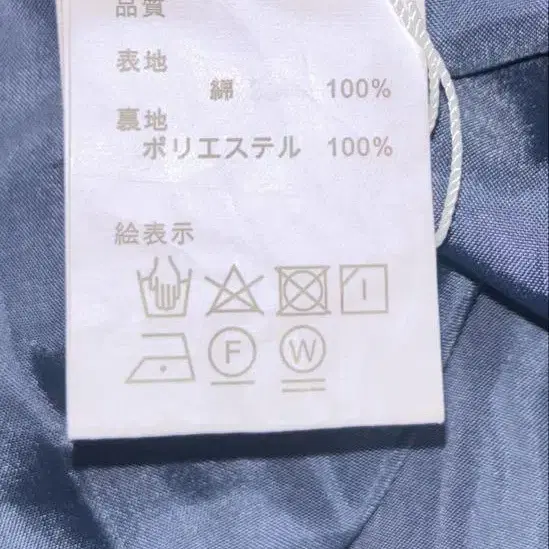 品質
表地
綿 100%
裏地
ポリエステル 100%
絵表示
F W